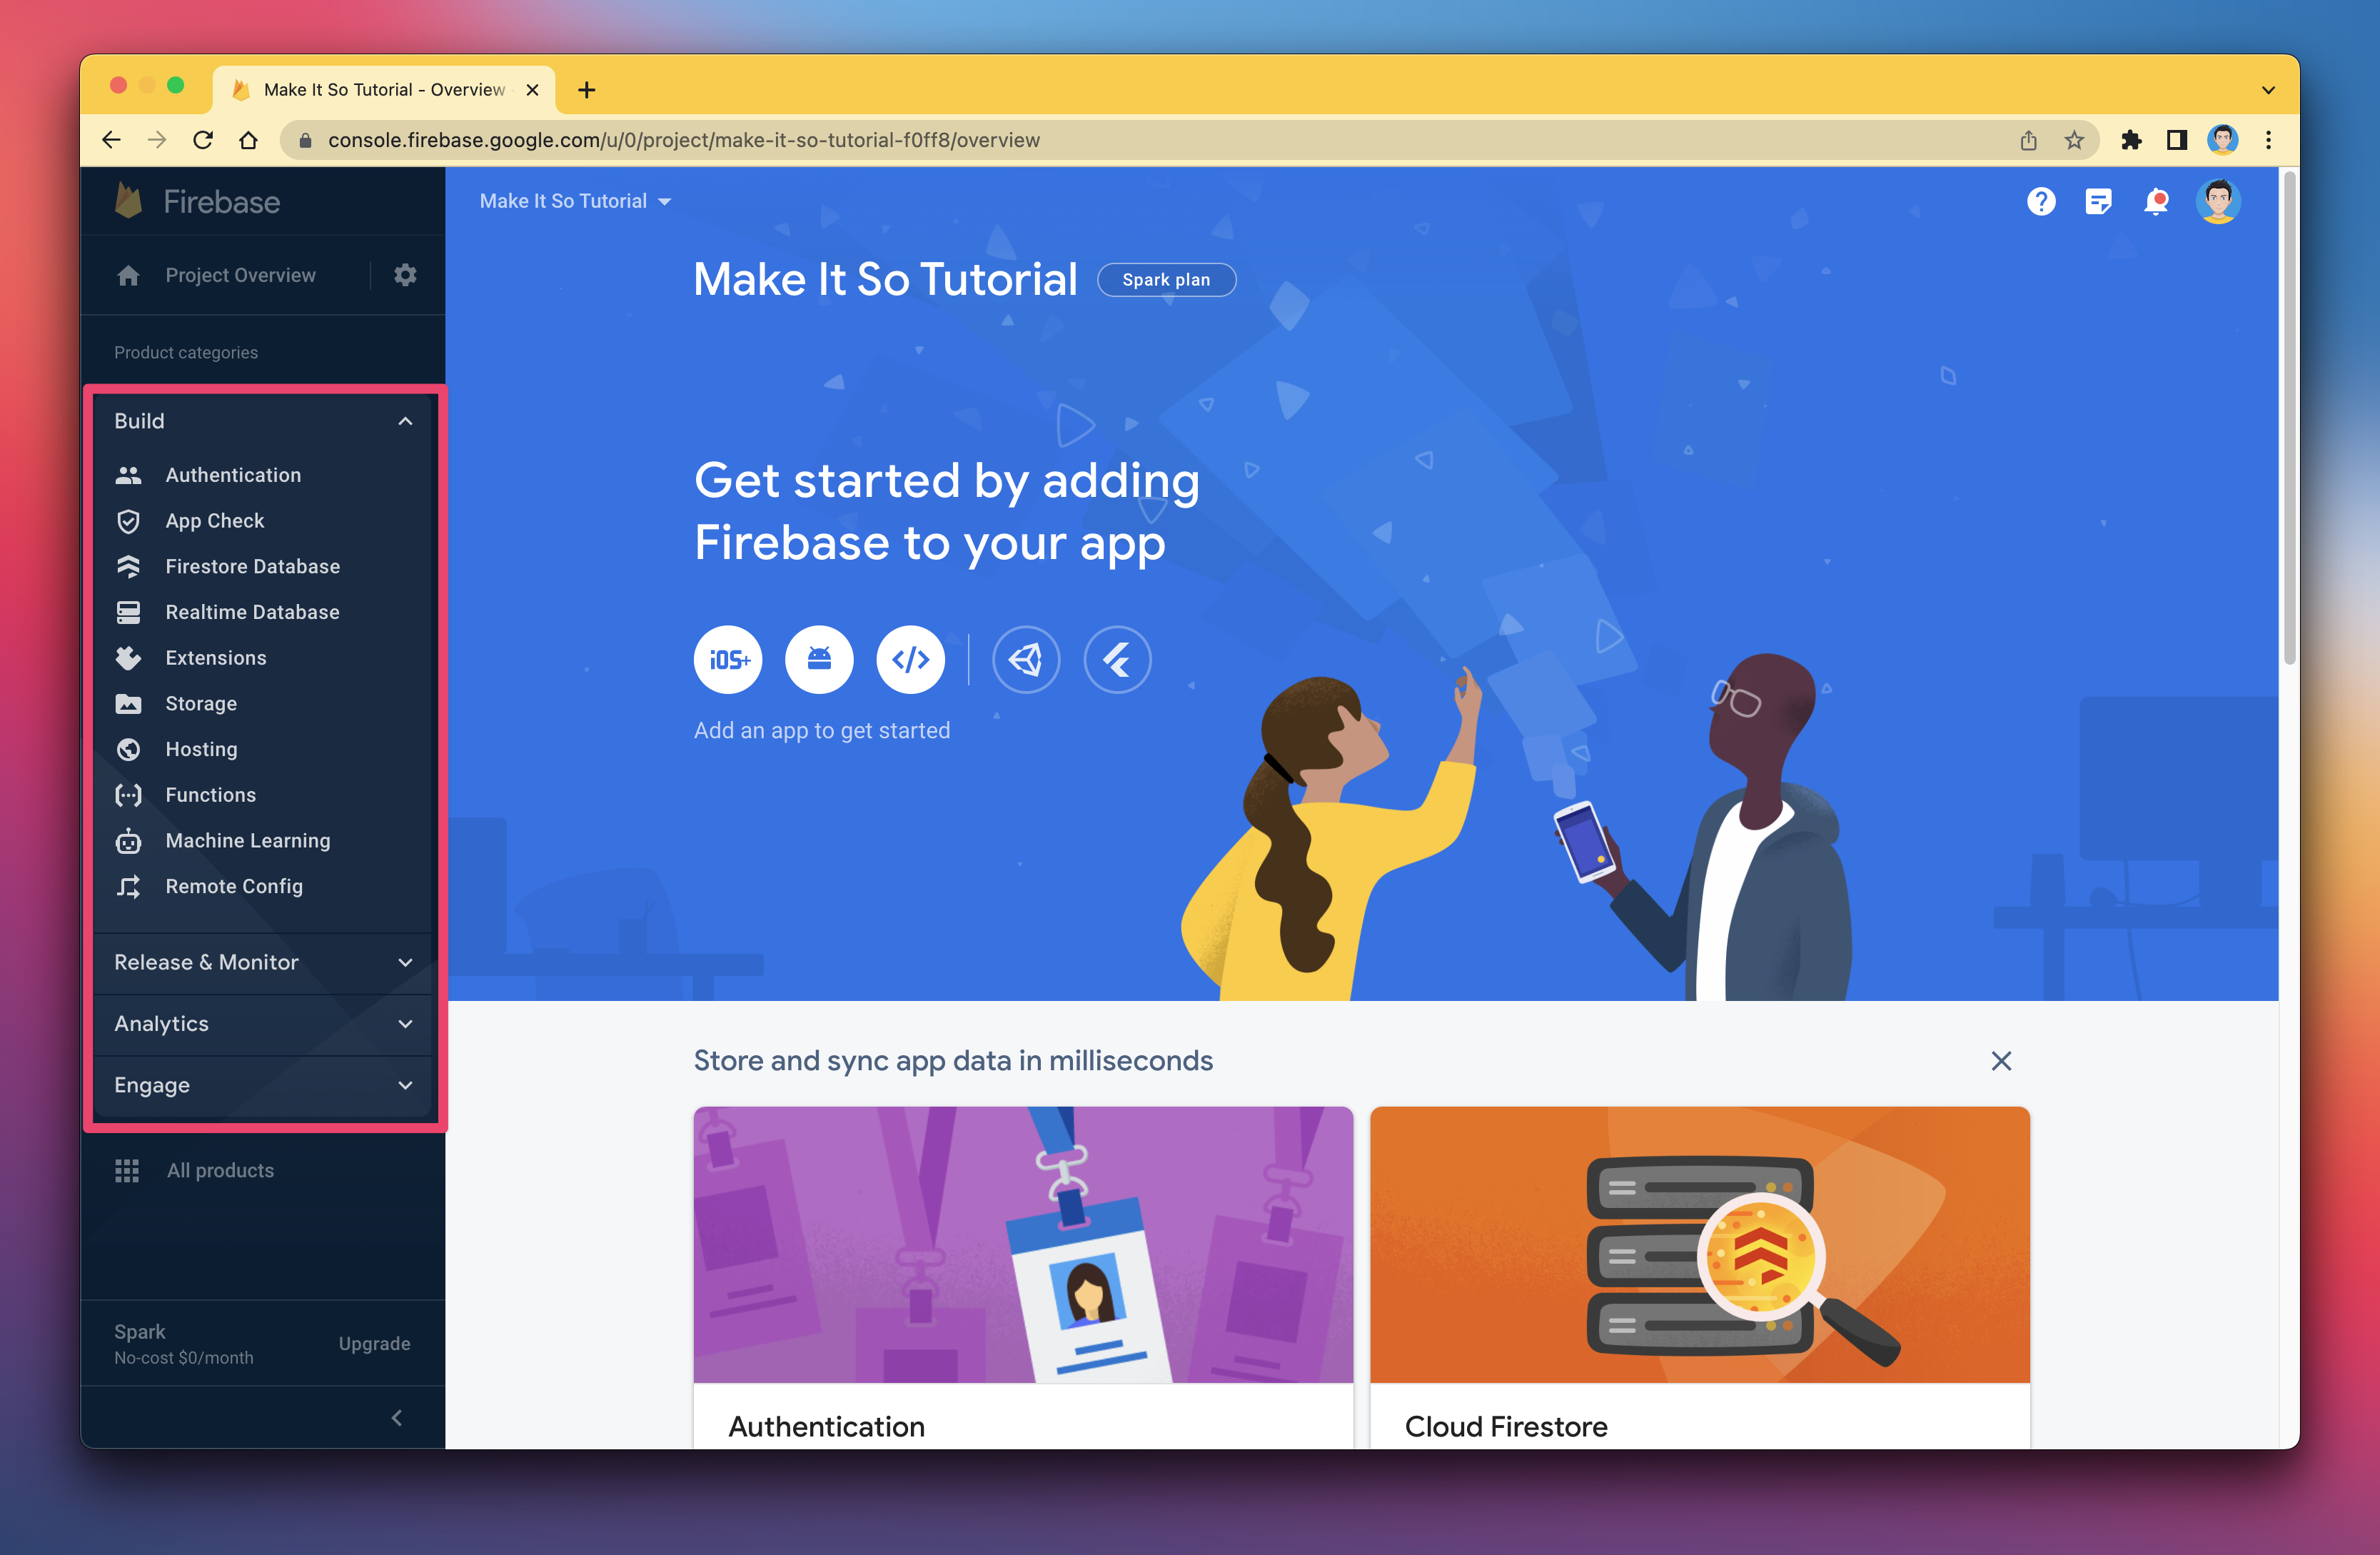 Make It So Tutorial - Overview
console.firebase.google.com/u/0/project/make-it-so-tutorial-f0ff8/overview
Firebase
Project Overview
Product categories
Build
Authentication
App Check
Firestore Database
Realtime Database
Extensions
Storage
Hosting
Functions
Machine Learning
Remote Config
Release & Monitor
Analytics
Engage
All products
Spark
No-cost $0/month
Upgrade
Make It So Tutorial
Make It So Tutorial
Spark plan
Get started by adding
Firebase to your app
iOS+
Add an app to get started
Store and sync app data in milliseconds
Authentication
Cloud Firestore